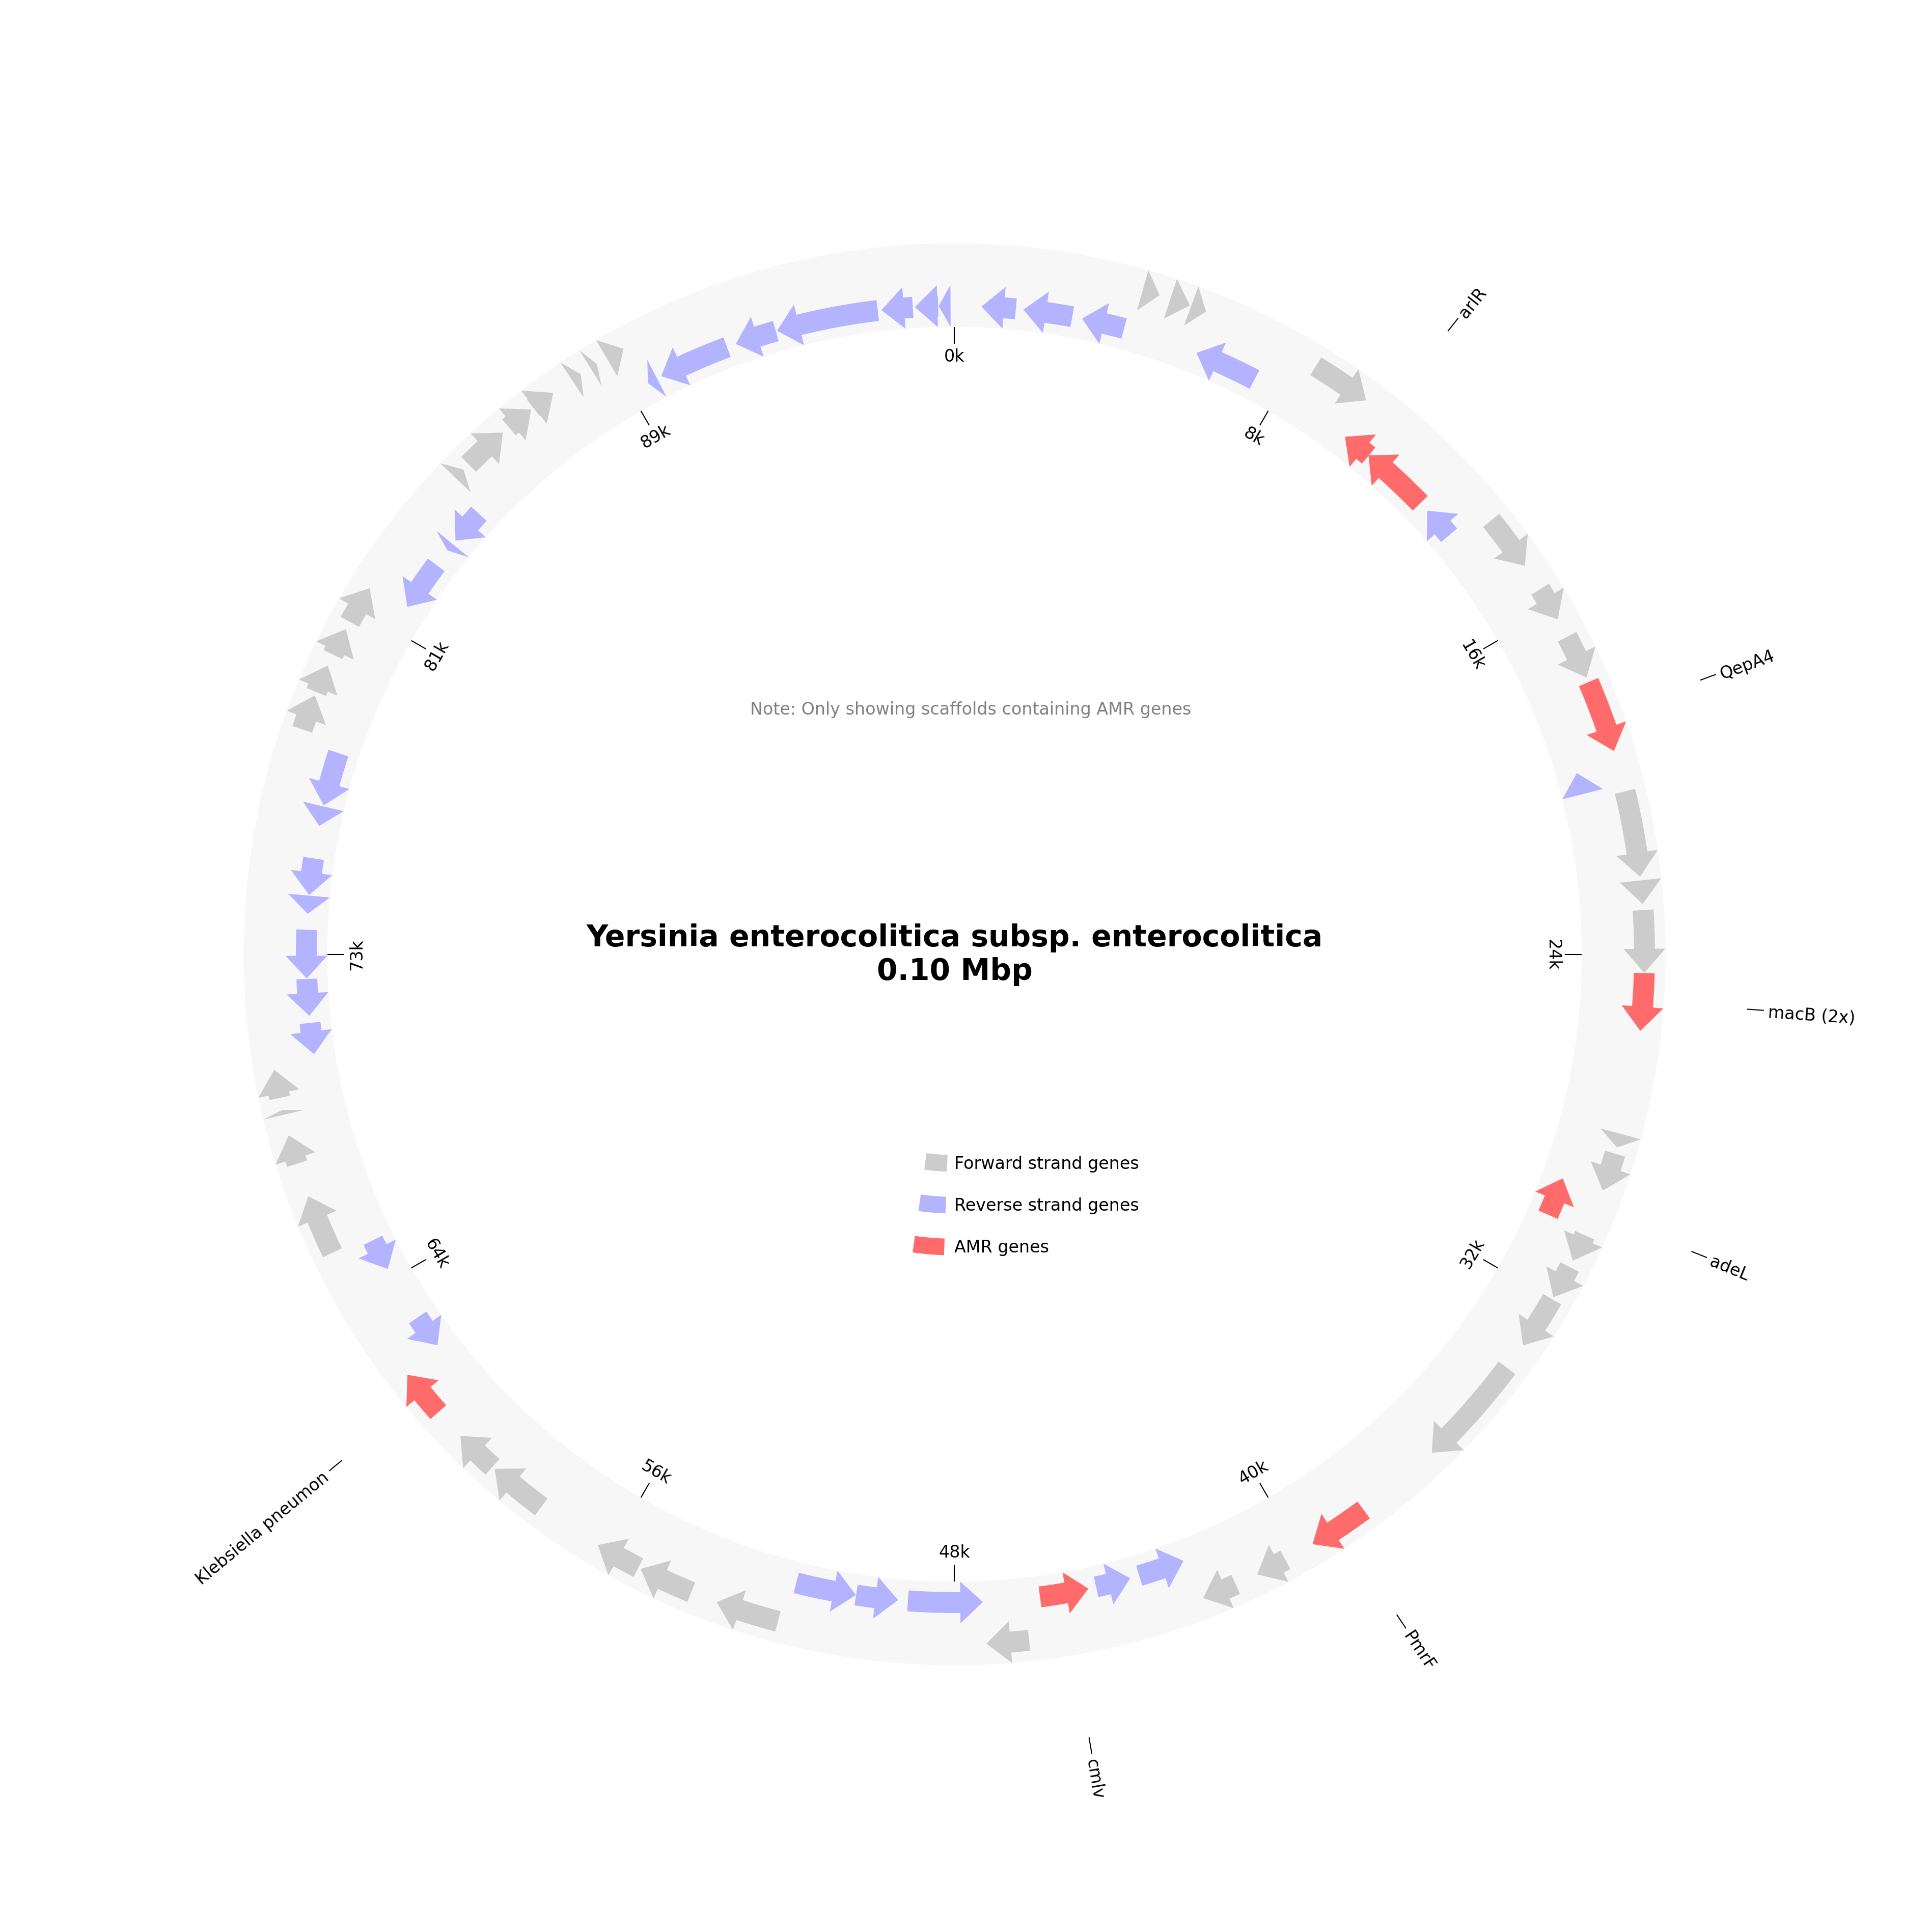 arlR
0k
89k
8k
81k
16k
QepA4
Note: Only showing scaffolds containing AMR genes
Yersinia enterocolitica subsp. enterocolitica
0.10 Mbp
73k
24k
macB (2x)
Forward strand genes
Reverse strand genes
AMR genes
64k
32k
adeL
56k
40k
Klebsiella pneumon
48k
PmrF
cmlv